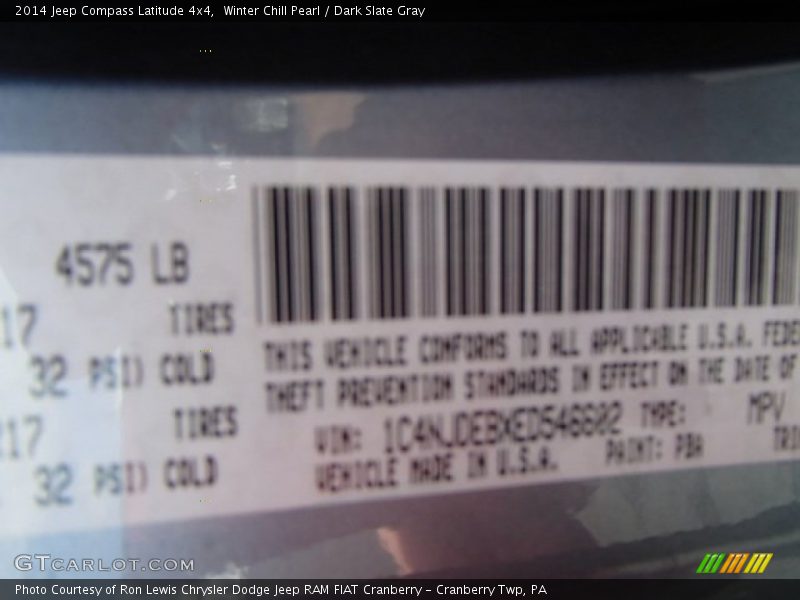 2014 Jeep Compass Latitude 4x4,  Winter Chill Pearl / Dark Slate Gray
4575 LB
17 TIRES
32 PSI) COLD
R17 TIRES
32 PSI) COLD
THIS VEHICLE CONFORMS TO ALL APPLICABLE U.S.A. FEDE
THEFT PREVENTION STANDARDS IN EFFECT ON THE DATE OF
VIN: 1C4NJDEBXED546602 TYPE: MPV
VEHICLE MADE IN U.S.A. PAINT: PBA TRI
GTCARLOT.COM
Photo Courtesy of Ron Lewis Chrysler Dodge Jeep RAM FIAT Cranberry – Cranberry Twp, PA